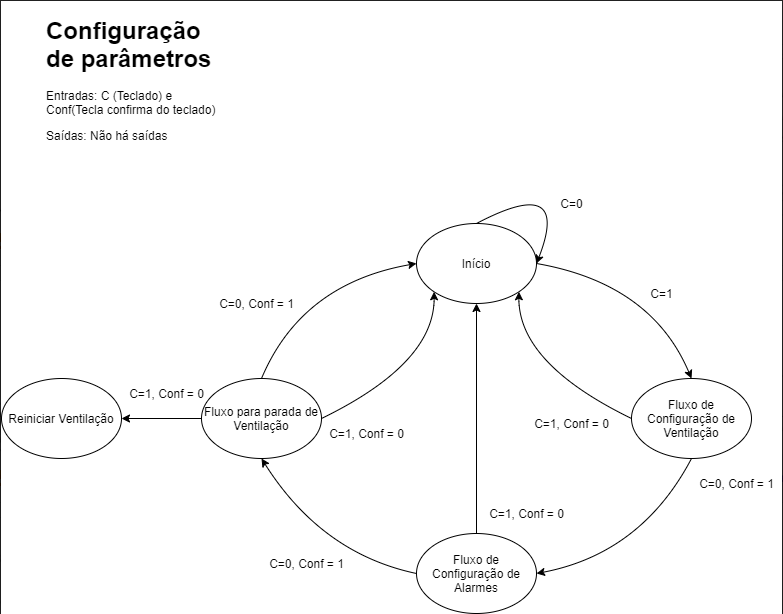 Configuração
de parâmetros
Entradas: C (Teclado) e
Conf(Tecla confirma do teclado)
Saídas: Não há saídas
C=0
Início
C=1
C=0, Conf = 1
C=1, Conf = 0
Reiniciar Ventilação
Fluxo para parada de
Ventilação
C=1, Conf = 0
C=1, Conf = 0
Fluxo de
Configuração de
Ventilação
C=0, Conf = 1
C=1, Conf = 0
C=0, Conf = 1
Fluxo de
Configuração de
Alarmes